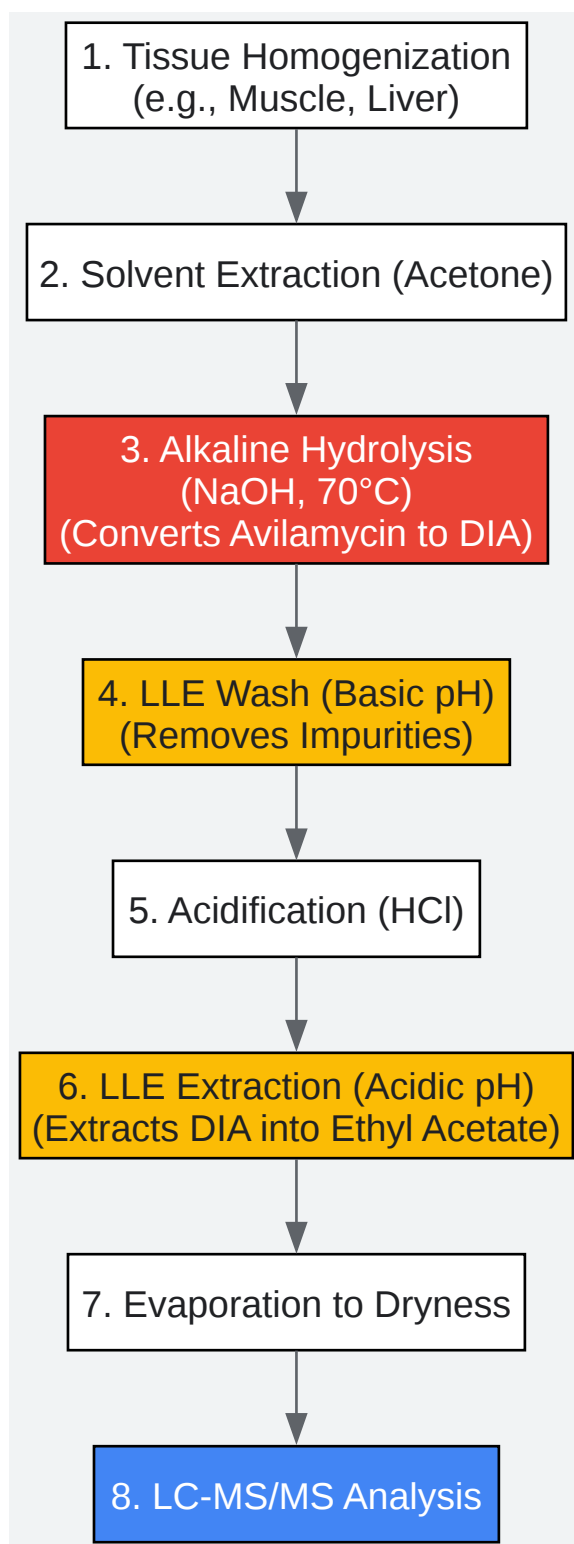 1. Tissue Homogenization
(e.g., Muscle, Liver)
2. Solvent Extraction (Acetone)
3. Alkaline Hydrolysis
(NaOH, 70°C)
(Converts Avilamycin to DIA)
4. LLE Wash (Basic pH)
(Removes Impurities)
5. Acidification (HCl)
6. LLE Extraction (Acidic pH)
(Extracts DIA into Ethyl Acetate)
7. Evaporation to Dryness
8. LC-MS/MS Analysis